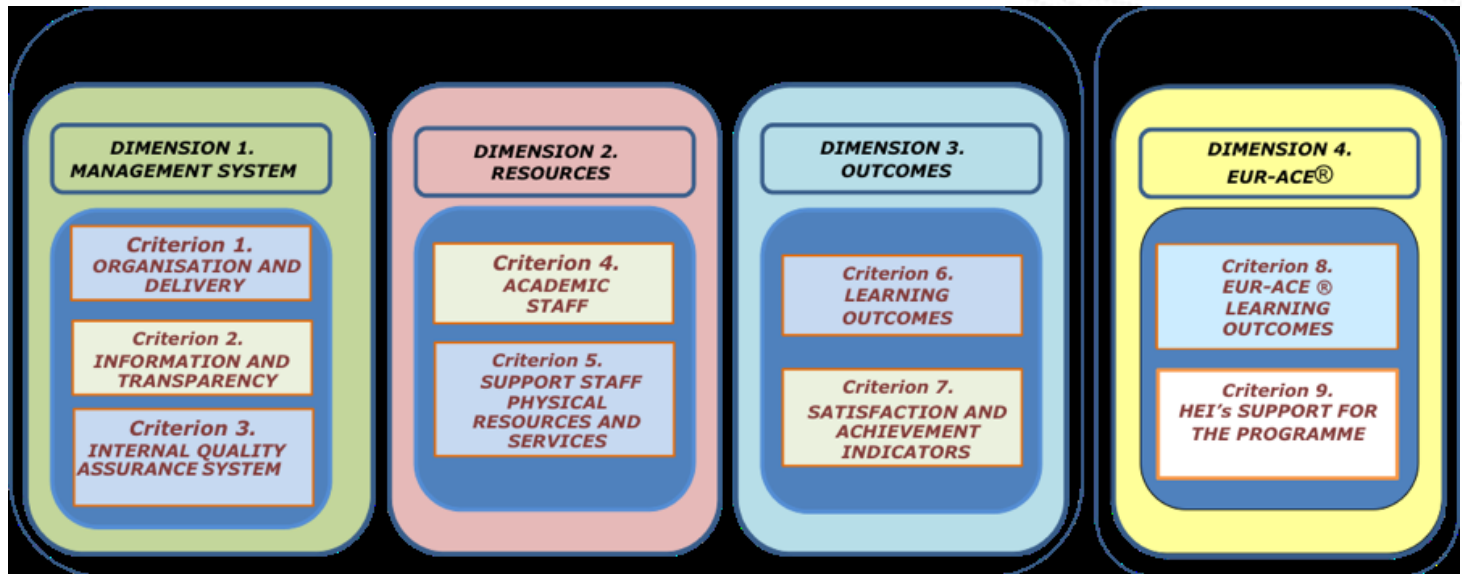 DIMENSION 1.
MANAGEMENT SYSTEM
Criterion 1.
ORGANISATION AND
DELIVERY
Criterion 2.
INFORMATION AND
TRANSPARENCY
Criterion 3.
INTERNAL QUALITY
ASSURANCE SYSTEM
DIMENSION 2.
RESOURCES
Criterion 4.
ACADEMIC
STAFF
Criterion 5.
SUPPORT STAFF
PHYSICAL
RESOURCES AND
SERVICES
DIMENSION 3.
OUTCOMES
Criterion 6.
LEARNING
OUTCOMES
Criterion 7.
SATISFACTION AND
ACHIEVEMENT
INDICATORS
DIMENSION 4.
EUR-ACE®
Criterion 8.
EUR-ACE ®
LEARNING
OUTCOMES
Criterion 9.
HEI’s SUPPORT FOR
THE PROGRAMME